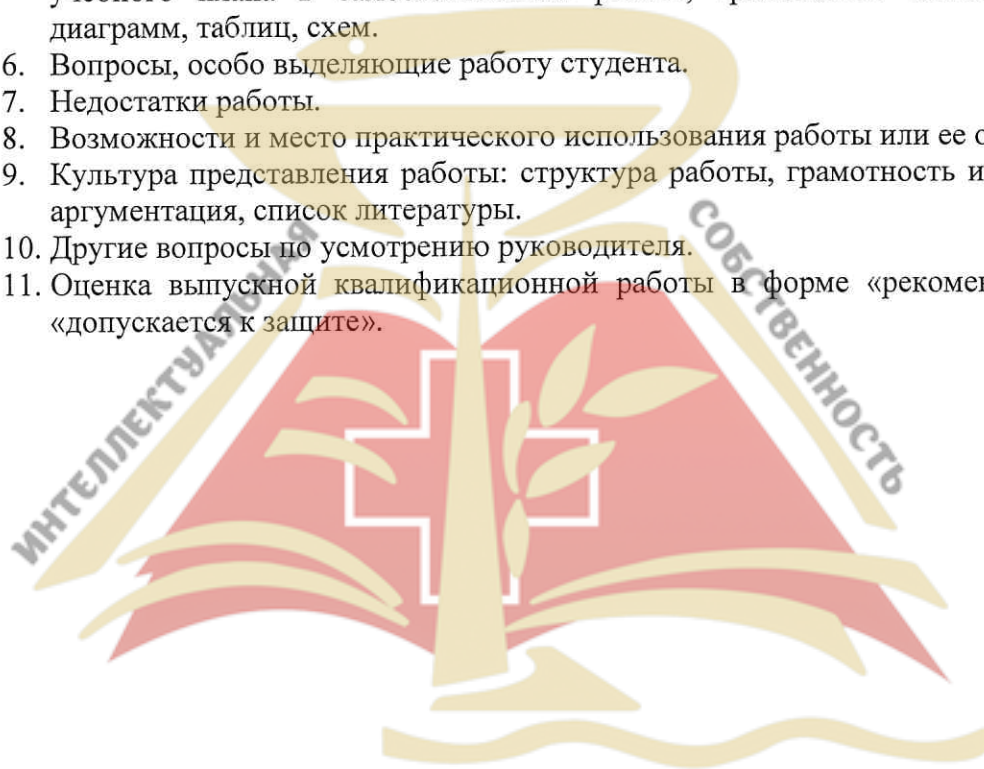 диаграмм, таблиц, схем.
6. Вопросы, особо выделяющие работу студента.
7. Недостатки работы.
8. Возможности и место практического использования работы или ее
9. Культура представления работы: структура работы, грамотность
аргументация, список литературы.
10. Другие вопросы по усмотрению руководителя.
11. Оценка выпускной квалификационной работы в форме
«допускается к защите».
ИНТЕЛЛЕКТУАЛЬНАЯ
СОБСТВЕННОСТЬ